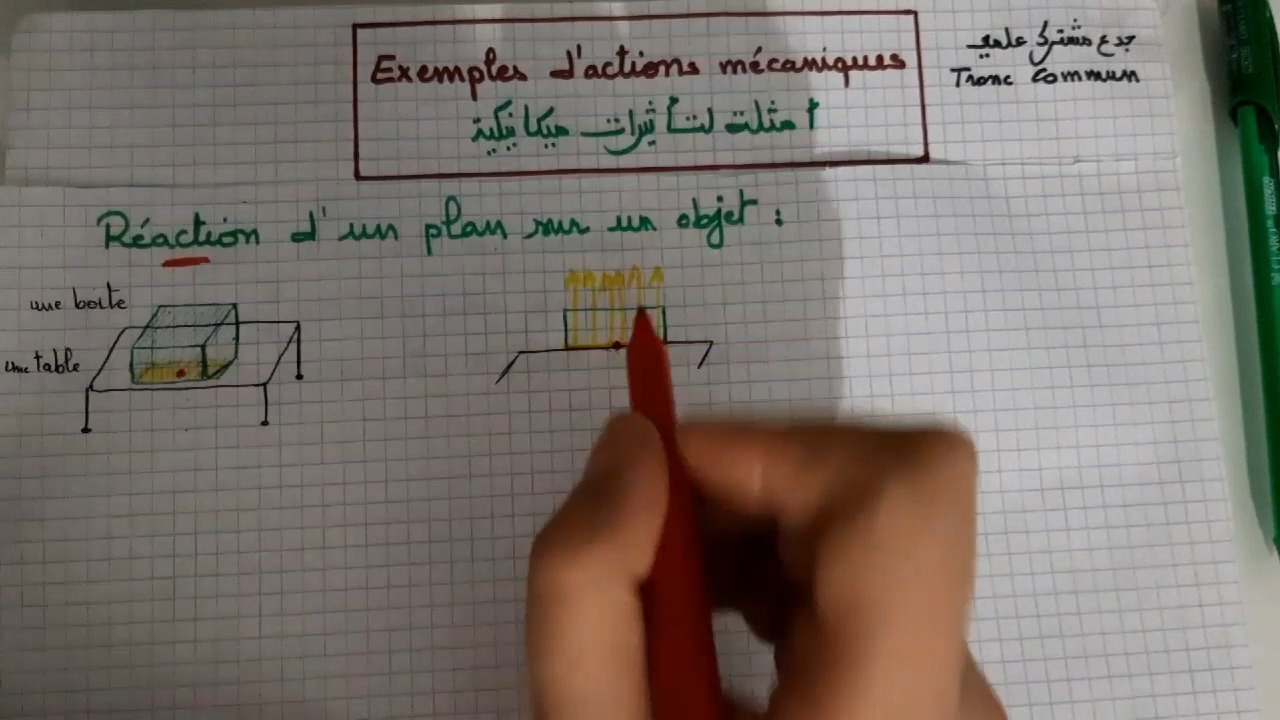 Exemples d'actions mécaniques
أمثلت لتأثيرات ميكانيكية
جدع مشترك علمي
Tronc Commun
Réaction d'un plan sur un objet :
une boite
une table